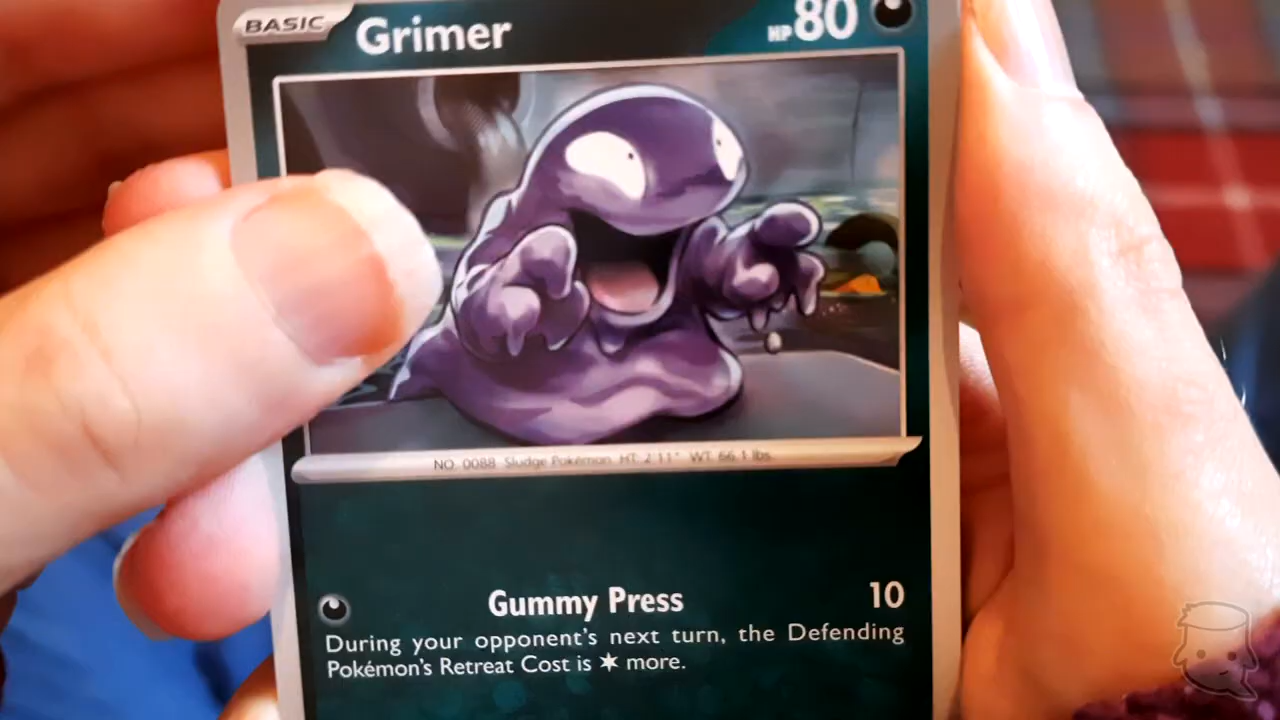 BASIC Grimer HP 80
NO. 0088 Sludge Pokémon HT: 2'11" WT: 66.1 lbs.
Gummy Press 10
During your opponent's next turn, the Defending
Pokémon's Retreat Cost is ✶ more.